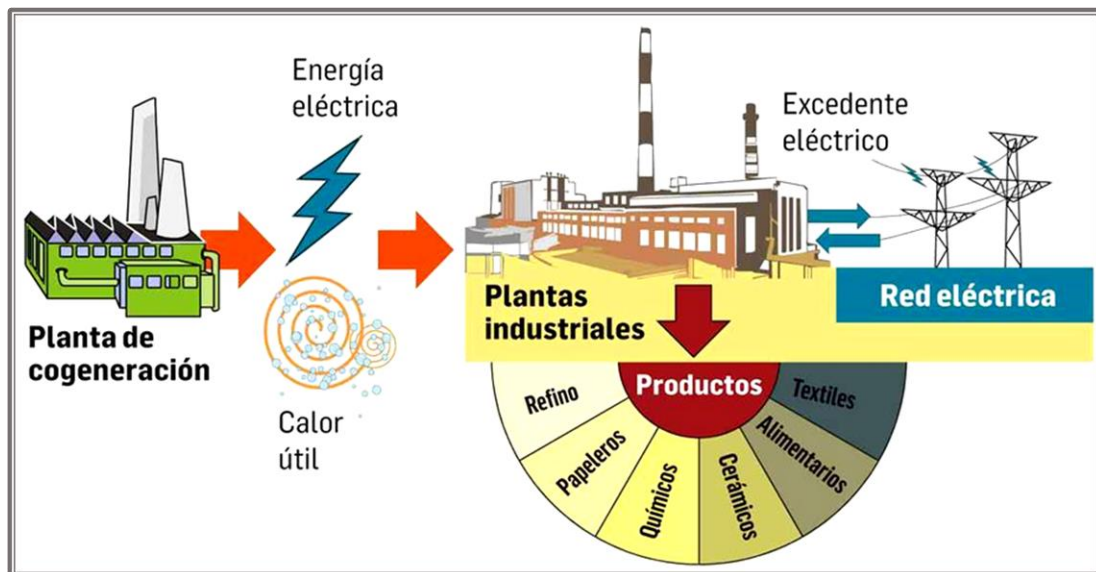 Energía
eléctrica
Excedente
eléctrico
Planta de
cogeneración
Calor
útil
Plantas
industriales
Red eléctrica
Productos
Refino
Papeleros
Químicos
Cerámicos
Alimentarios
Textiles